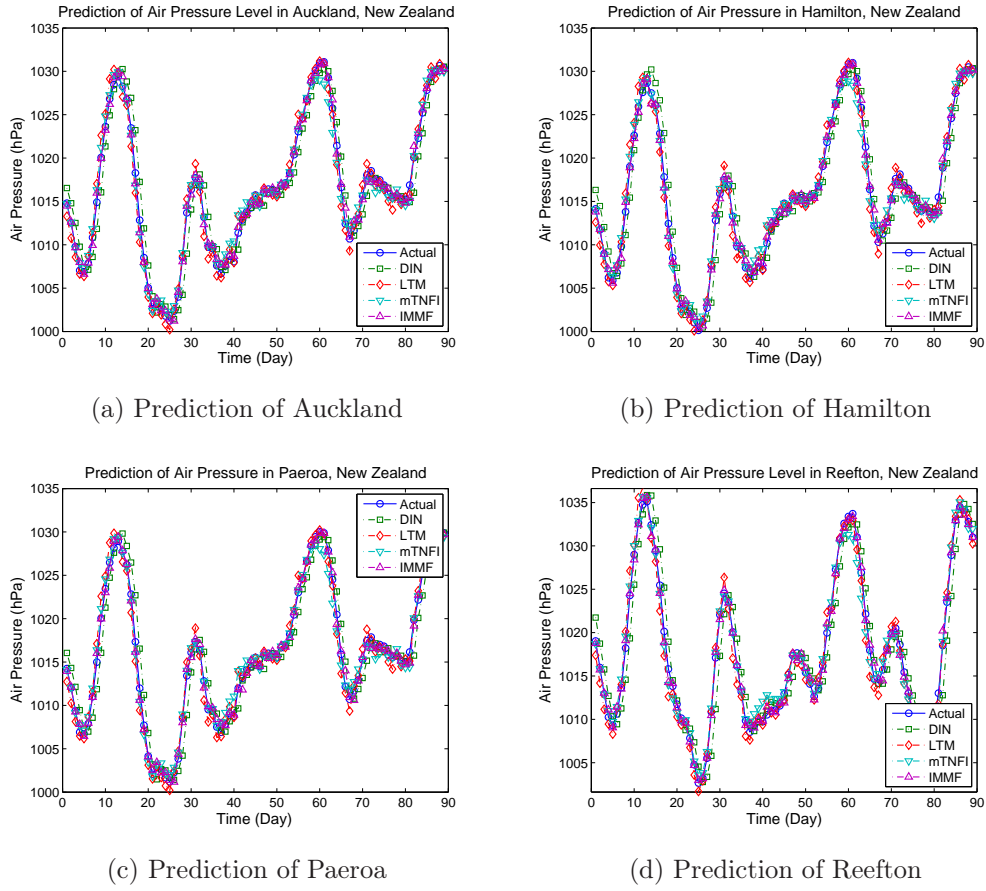 Prediction of Air Pressure Level in Auckland, New Zealand
1035
1030
1025
1020
1015
1010
1005
1000
Air Pressure (hPa)
0 10 20 30 40 50 60 70 80 90
Time (Day)
Actual
DIN
LTM
mTNFI
IMMF
(a) Prediction of Auckland
Prediction of Air Pressure in Hamilton, New Zealand
1035
1030
1025
1020
1015
1010
1005
1000
Air Pressure (hPa)
0 10 20 30 40 50 60 70 80 90
Time (Day)
Actual
DIN
LTM
mTNFI
IMMF
(b) Prediction of Hamilton
Prediction of Air Pressure in Paeroa, New Zealand
1035
1030
1025
1020
1015
1010
1005
1000
Air Pressure (hPa)
0 10 20 30 40 50 60 70 80 90
Time (Day)
Actual
DIN
LTM
mTNFI
IMMF
(c) Prediction of Paeroa
Prediction of Air Pressure Level in Reefton, New Zealand
1035
1030
1025
1020
1015
1010
1005
Air Pressure (hPa)
0 10 20 30 40 50 60 70 80 90
Time (Day)
Actual
DIN
LTM
mTNFI
IMMF
(d) Prediction of Reefton